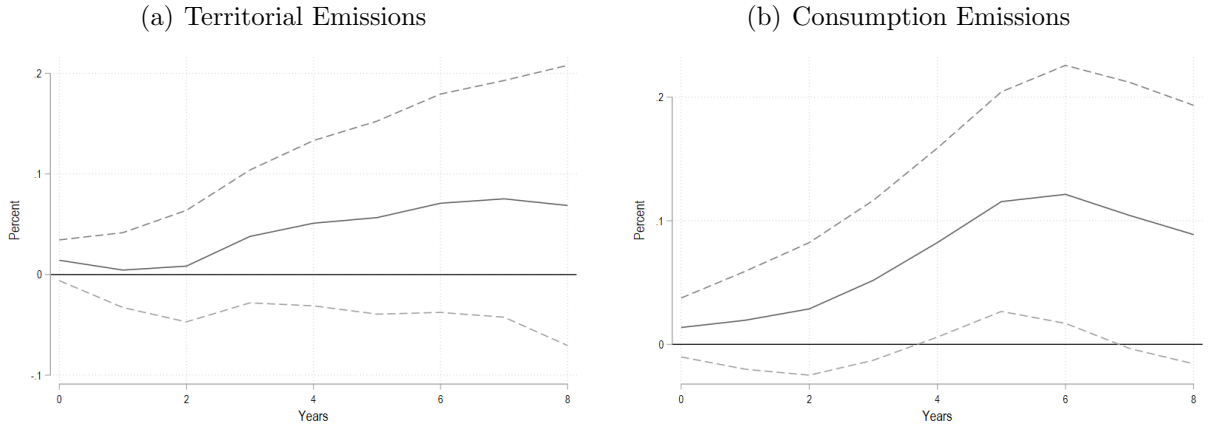 (a) Territorial Emissions
.2
.1
0
-.1
Percent
0 2 4 6 8
Years
(b) Consumption Emissions
.2
.1
0
Percent
0 2 4 6 8
Years